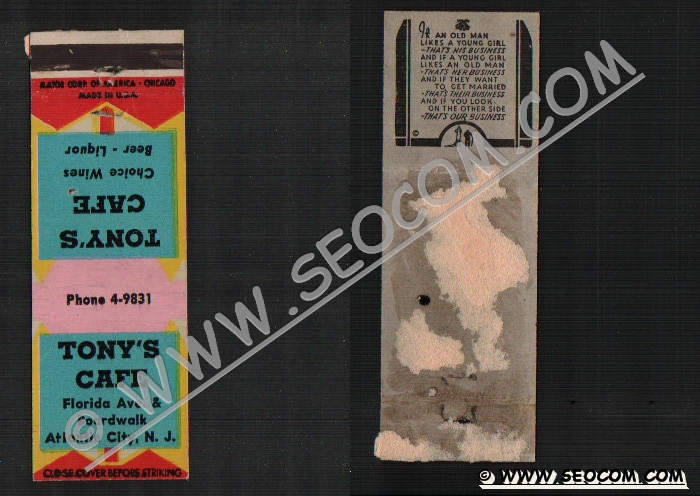 MATCH CORP. OF AMERICA - CHICAGO
MADE IN U.S.A.
TONY'S
CAFE
Choice Wines
Beer - Liquor
Phone 4-9831
TONY'S
CAFE
Florida Ave. &
Boardwalk
Atlantic City, N. J.
CLOSE COVER BEFORE STRIKING
If AN OLD MAN
LIKES A YOUNG GIRL
-THAT'S HIS BUSINESS
AND IF A YOUNG GIRL
LIKES AN OLD MAN
-THAT'S HER BUSINESS
AND IF THEY WANT
TO GET MARRIED
-THAT'S THEIR BUSINESS
AND IF YOU LOOK
ON THE OTHER SIDE
-THAT'S OUR BUSINESS
© WWW.SEOCOM.COM
© WWW.SEOCOM.COM